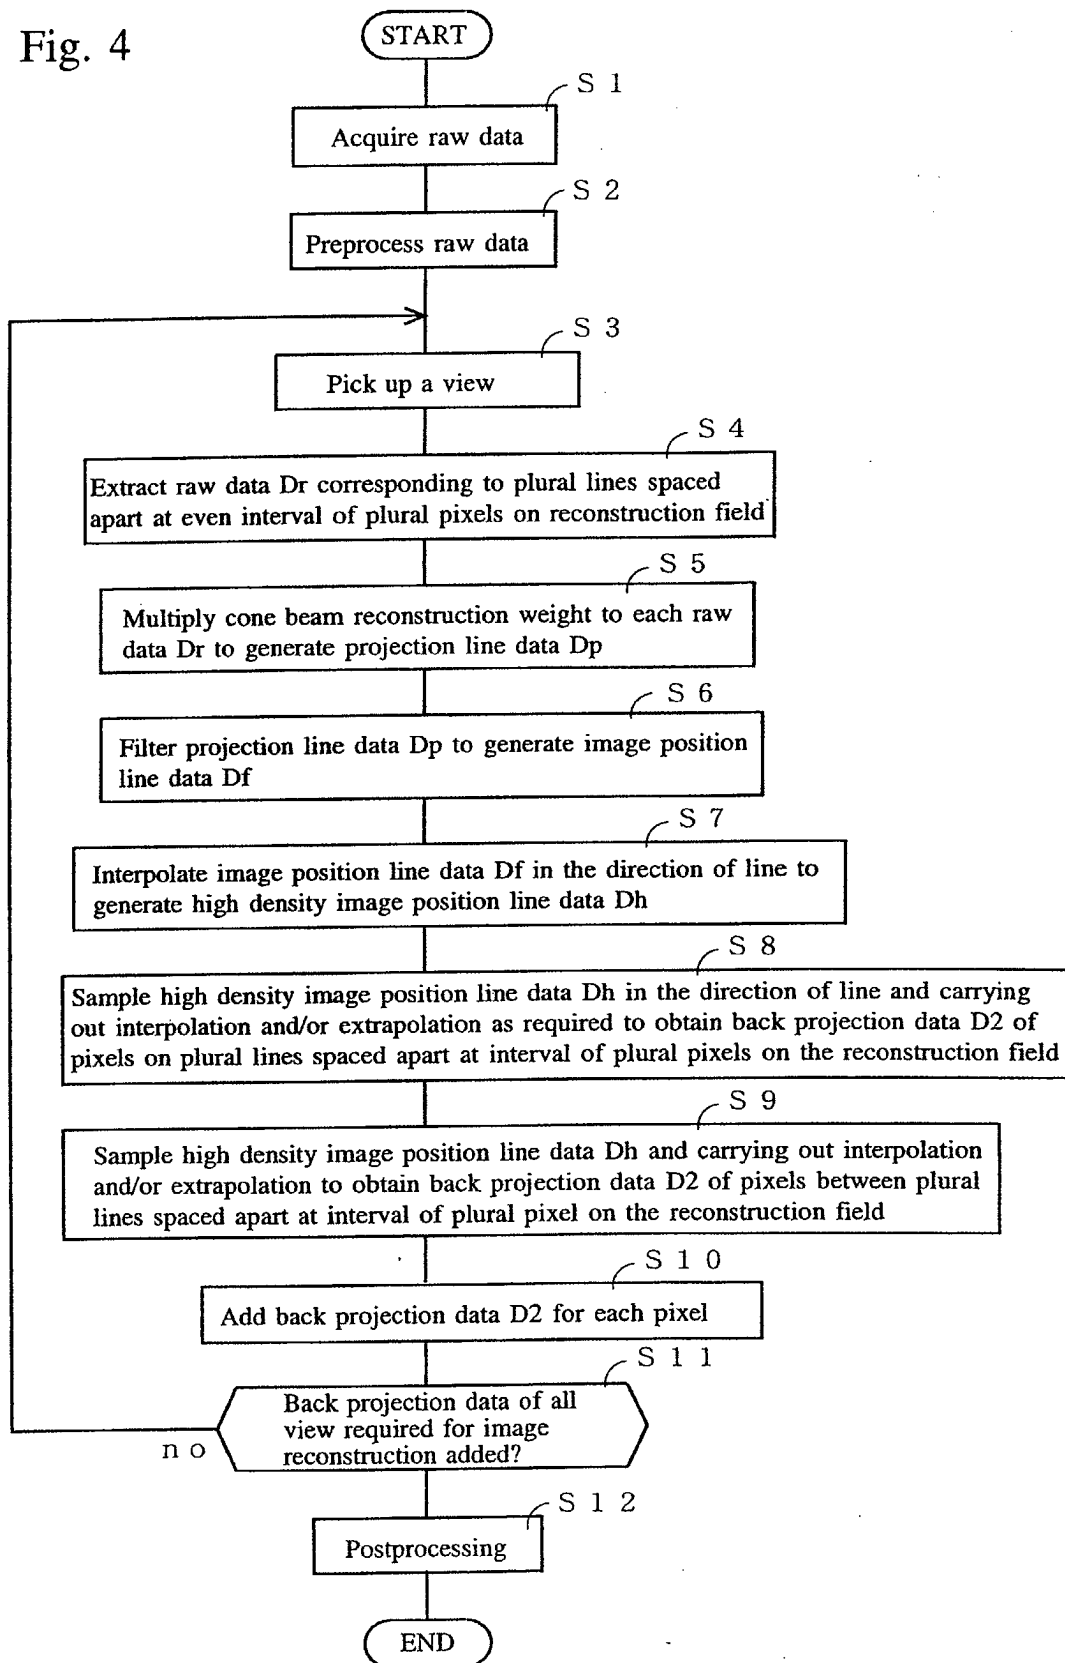 Fig. 4
START
S 1
Acquire raw data
S 2
Preprocess raw data
S 3
Pick up a view
S 4
Extract raw data Dr corresponding to plural lines spaced
apart at even interval of plural pixels on reconstruction field
S 5
Multiply cone beam reconstruction weight to each raw
data Dr to generate projection line data Dp
S 6
Filter projection line data Dp to generate image position
line data Df
S 7
Interpolate image position line data Df in the direction of line to
generate high density image position line data Dh
S 8
Sample high density image position line data Dh in the direction of line and carrying
out interpolation and/or extrapolation as required to obtain back projection data D2 of
pixels on plural lines spaced apart at interval of plural pixels on the reconstruction field
S 9
Sample high density image position line data Dh and carrying out interpolation
and/or extrapolation to obtain back projection data D2 of pixels between plural
lines spaced apart at interval of plural pixel on the reconstruction field
S 1 0
Add back projection data D2 for each pixel
S 1 1
Back projection data of all
view required for image
reconstruction added?
n o
S 1 2
Postprocessing
END